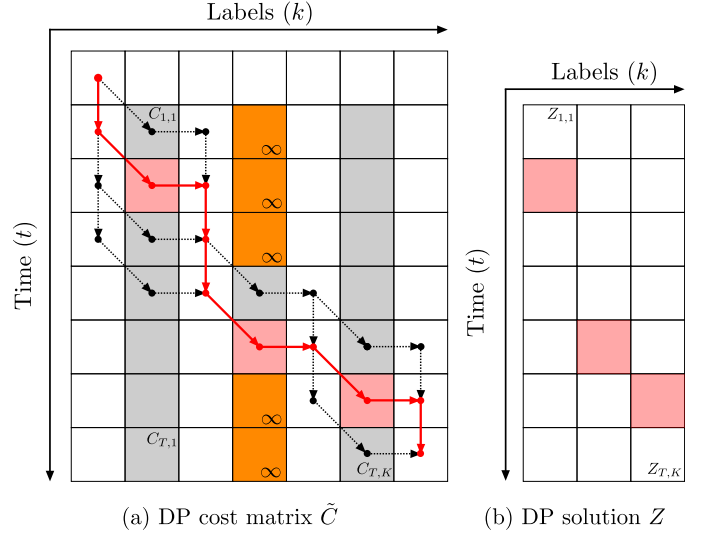 Labels (k)
C1,1
∞
∞
∞
∞
∞
CT,1
CT,K
Time (t)
(a) DP cost matrix C̃
Labels (k)
Z1,1
ZT,K
Time (t)
(b) DP solution Z